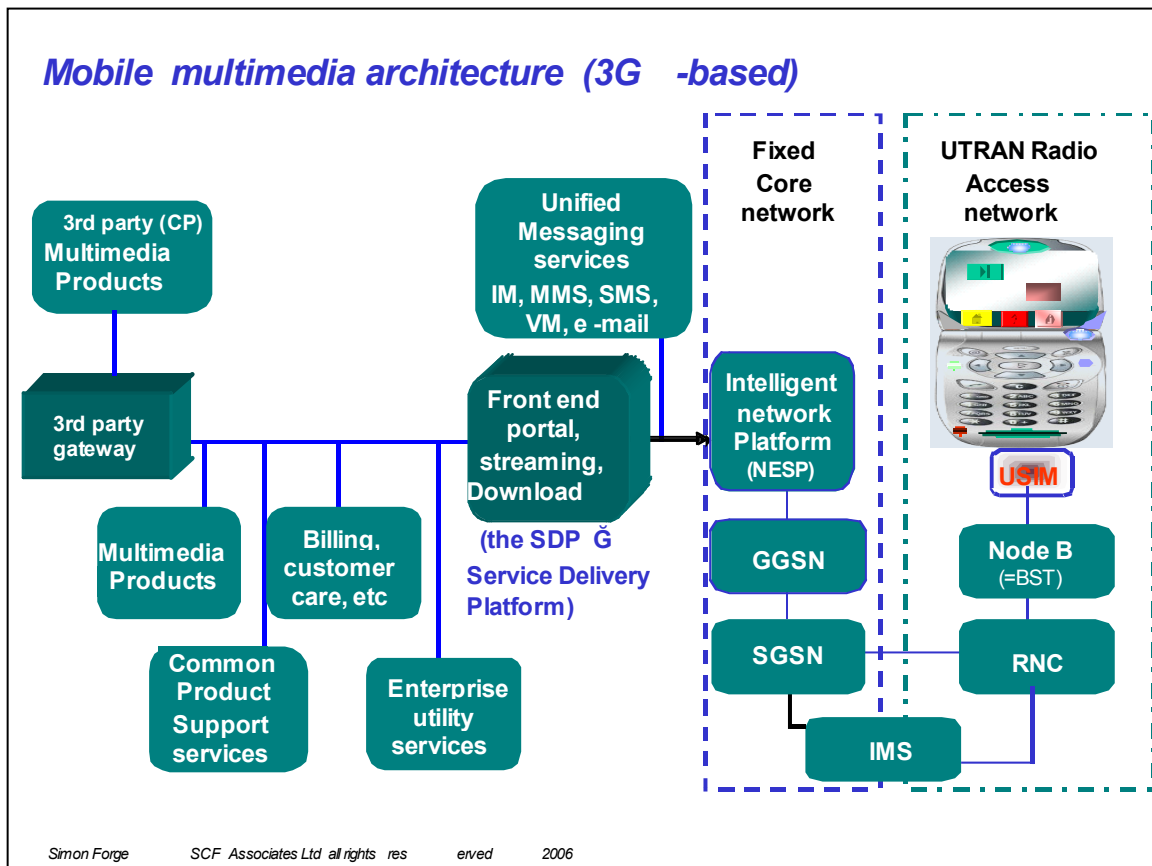 Mobile multimedia architecture (3G -based)
Fixed
Core
network
UTRAN Radio
Access
network
3rd party (CP)
Multimedia
Products
Unified
Messaging
services
IM, MMS, SMS,
VM, e -mail
3rd party
gateway
Front end
portal,
streaming,
Download
Intelligent
network
Platform
(NESP)
USIM
Multimedia
Products
Billing,
customer
care, etc
(the SDP Ğ
Service Delivery
Platform)
GGSN
Node B
(=BST)
Common
Product
Support
services
Enterprise
utility
services
SGSN
RNC
IMS
Simon Forge SCF Associates Ltd all rights res erved 2006